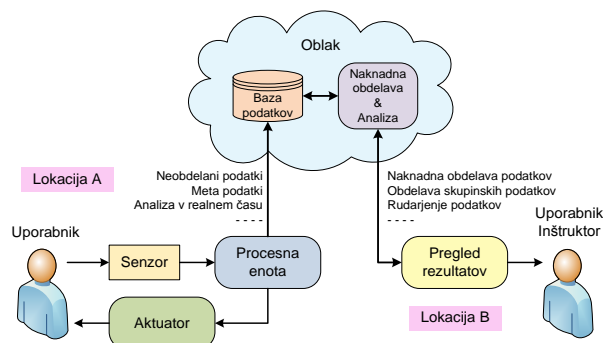 Oblak
Baza
podatkov
Naknadna
obdelava
&
Analiza
Neobdelani podatki
Meta podatki
Analiza v realnem času
- - - -
Naknadna obdelava podatkov
Obdelava skupinskih podatkov
Rudarjenje podatkov
- - - -
Lokacija A
Uporabnik
Senzor
Procesna
enota
Aktuator
Pregled
rezultatov
Uporabnik
Inštruktor
Lokacija B